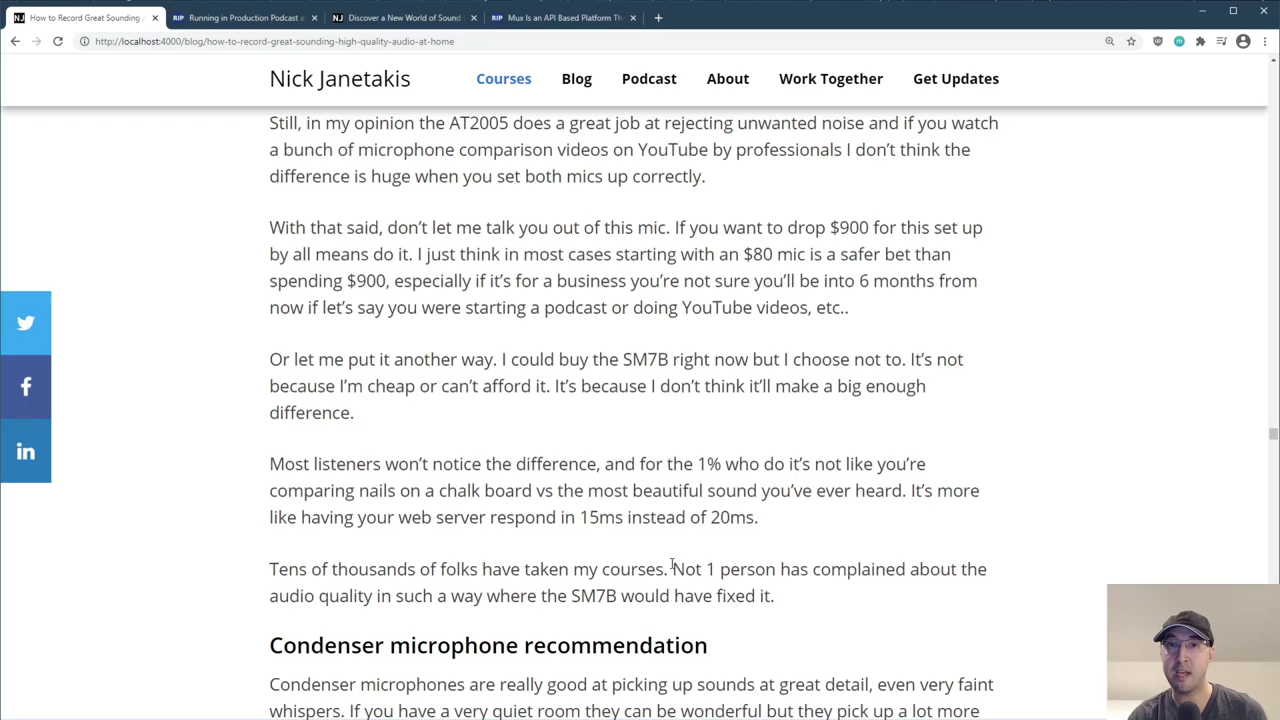 How to Record Great Sounding
Running in Production Podcast
Discover a New World of Sound
Mux Is an API Based Platform Th
http://localhost:4000/blog/how-to-record-great-sounding-high-quality-audio-at-home
Nick Janetakis Courses Blog Podcast About Work Together Get Updates
Still, in my opinion the AT2005 does a great job at rejecting unwanted noise and if you watch
a bunch of microphone comparison videos on YouTube by professionals I don’t think the
difference is huge when you set both mics up correctly.
With that said, don’t let me talk you out of this mic. If you want to drop $900 for this set up
by all means do it. I just think in most cases starting with an $80 mic is a safer bet than
spending $900, especially if it’s for a business you’re not sure you’ll be into 6 months from
now if let’s say you were starting a podcast or doing YouTube videos, etc..
Or let me put it another way. I could buy the SM7B right now but I choose not to. It’s not
because I’m cheap or can’t afford it. It’s because I don’t think it’ll make a big enough
difference.
Most listeners won’t notice the difference, and for the 1% who do it’s not like you’re
comparing nails on a chalk board vs the most beautiful sound you’ve ever heard. It’s more
like having your web server respond in 15ms instead of 20ms.
Tens of thousands of folks have taken my courses. Not 1 person has complained about the
audio quality in such a way where the SM7B would have fixed it.
Condenser microphone recommendation
Condenser microphones are really good at picking up sounds at great detail, even very faint
whispers. If you have a very quiet room they can be wonderful but they pick up a lot more